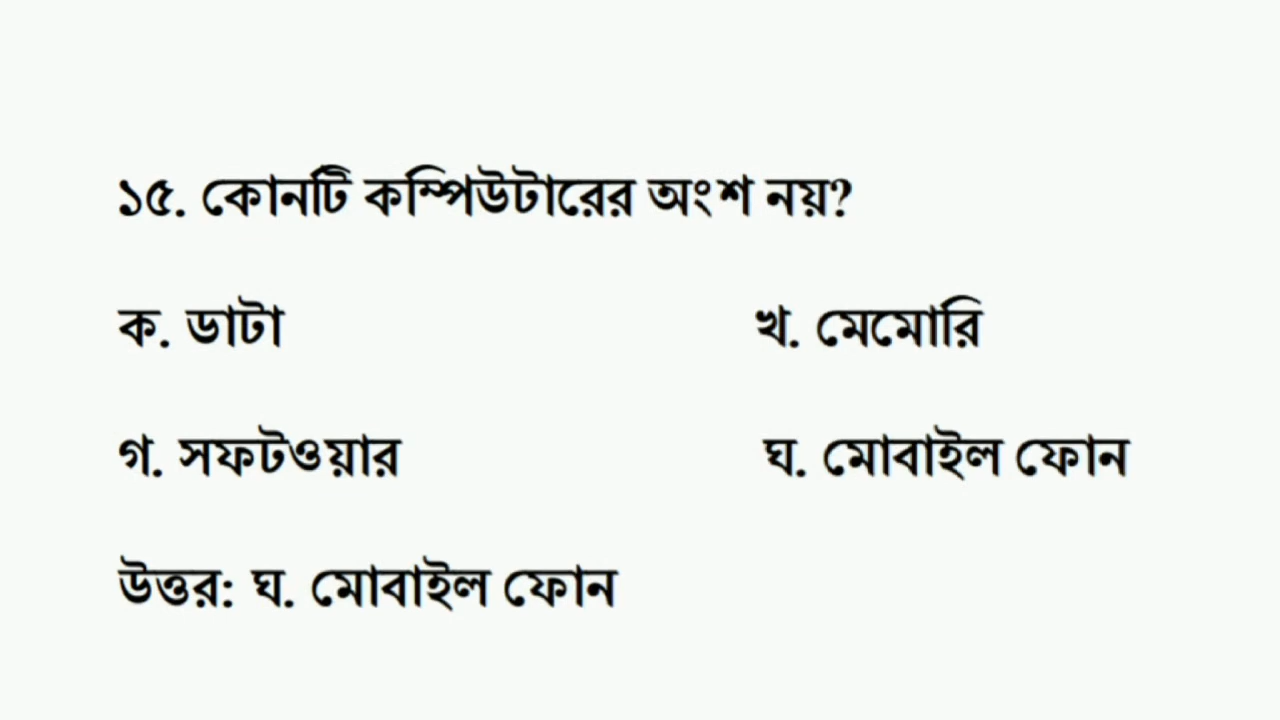 ১৫. কোনটি কম্পিউটারের অংশ নয়?
ক. ডাটা খ. মেমোরি
গ. সফটওয়ার ঘ. মোবাইল ফোন
উত্তর: ঘ. মোবাইল ফোন